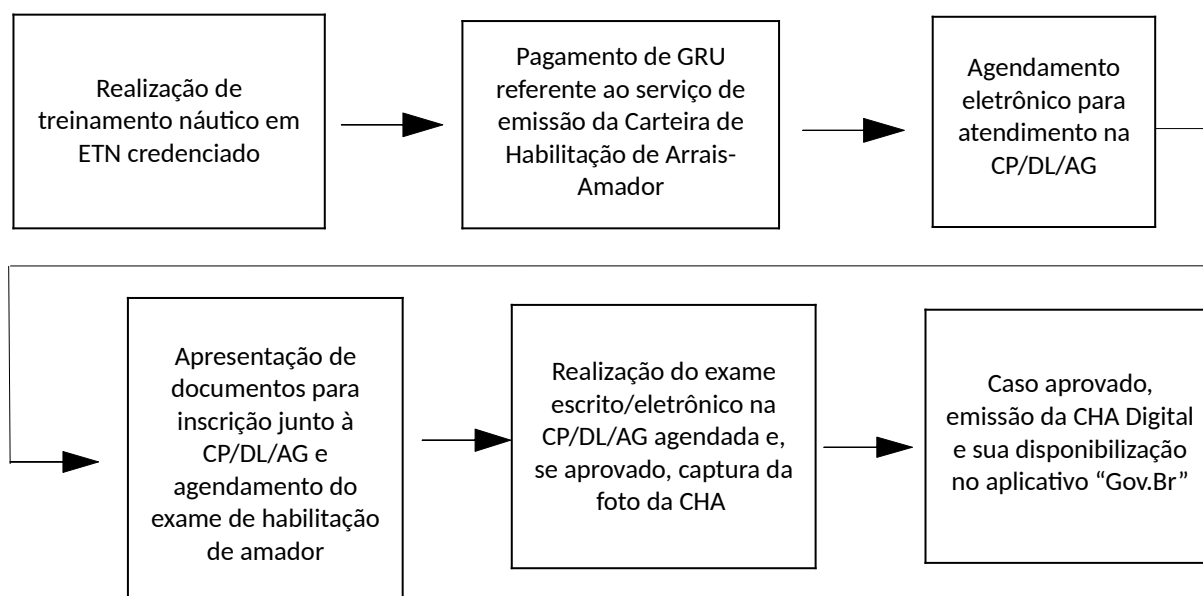 Realização de
treinamento náutico em
ETN credenciado
Pagamento de GRU
referente ao serviço de
emissão da Carteira de
Habilitação de Arrais-
Amador
Agendamento
eletrônico para
atendimento na
CP/DL/AG
Apresentação de
documentos para
inscrição junto à
CP/DL/AG e
agendamento do
exame de habilitação
de amador
Realização do exame
escrito/eletrônico na
CP/DL/AG agendada e,
se aprovado, captura da
foto da CHA
Caso aprovado,
emissão da CHA Digital
e sua disponibilização
no aplicativo “Gov.Br”